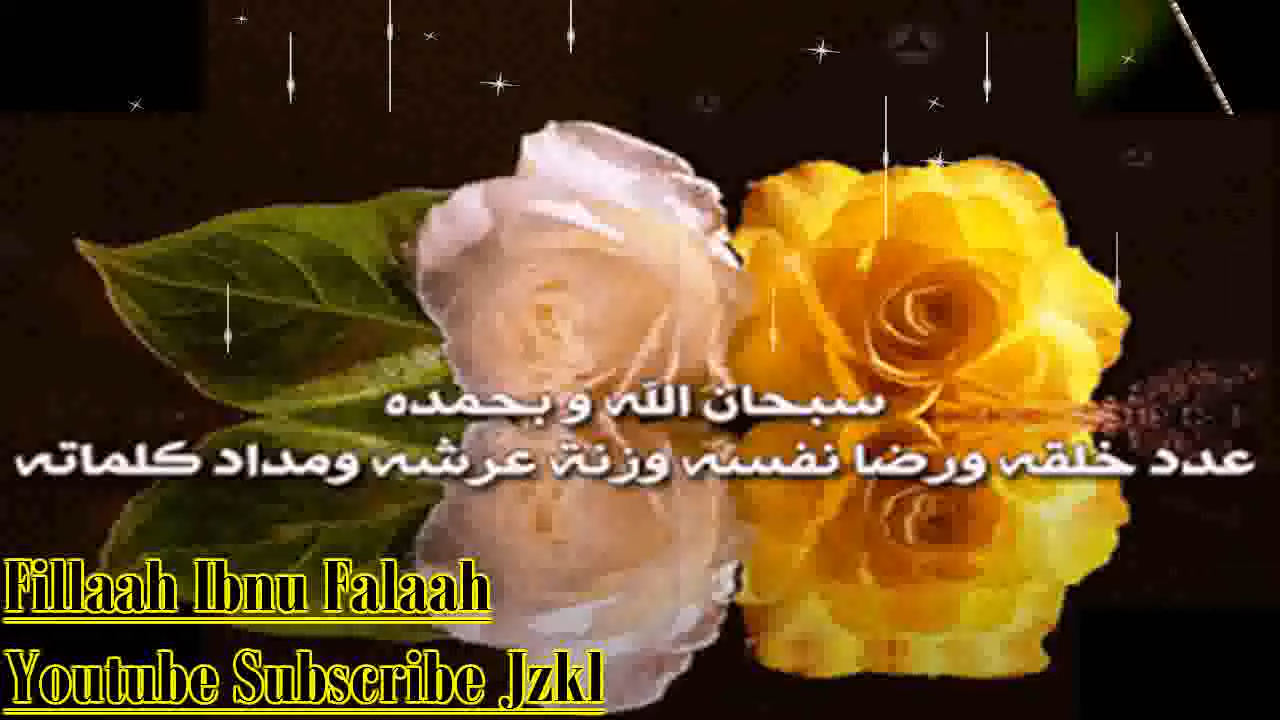 سبحان الله و بحمده
عدد خلقه ورضا نفسه وزنة عرشه ومداد كلماته
Fillaah Ibnu Falaah
Youtube Subscribe Jzkl